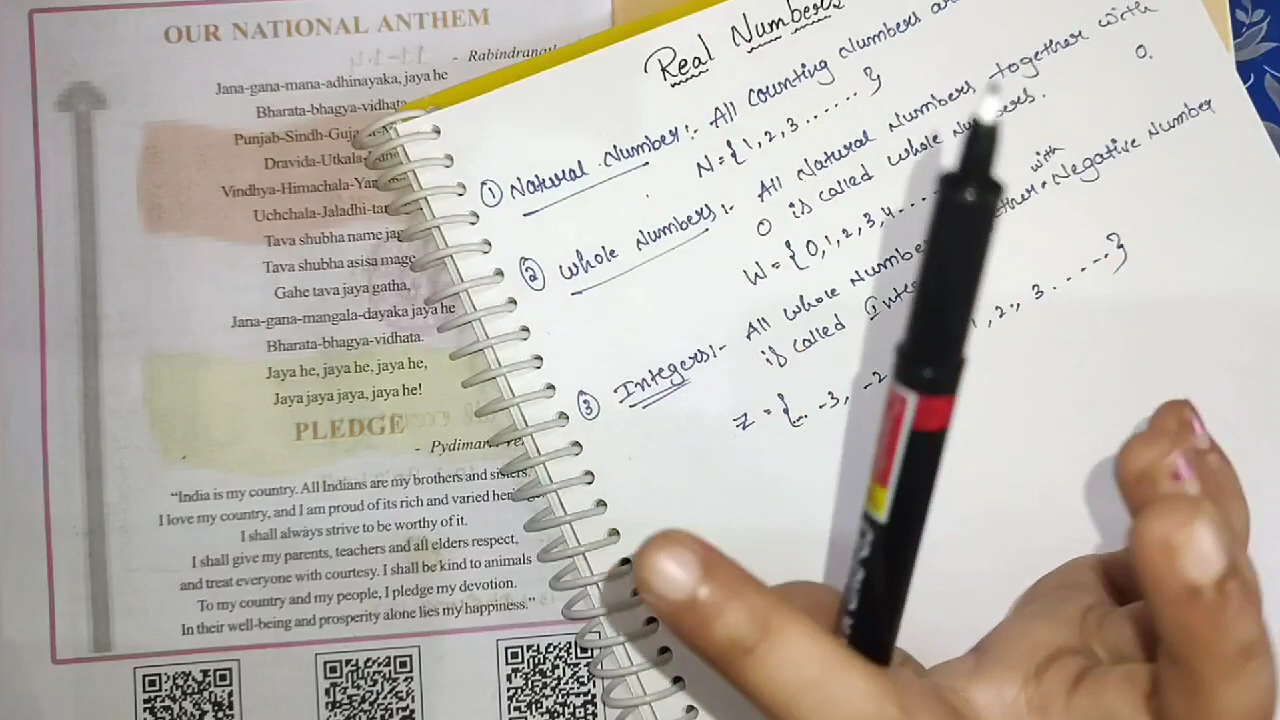 OUR NATIONAL ANTHEM
- Rabindranath
Jana-gana-mana-adhinayaka, jaya he
Bharata-bhagya-vidhata
Punjab-Sindh-Guja
Dravida-Utkala-
Vindhya-Himachala-Yam
Uchchala-Jaladhi-tar
Tava shubha name jag
Tava shubha asisa mage
Gahe tava jaya gatha,
Jana-gana-mangala-dayaka jaya he
Bharata-bhagya-vidhata.
Jaya he, jaya he, jaya he,
Jaya jaya jaya, jaya he!
PLEDGE
- Pydimarri
"India is my country. All Indians are my brothers and sisters.
I love my country, and I am proud of its rich and varied
I shall always strive to be worthy of it.
I shall give my parents, teachers and all elders respect,
and treat everyone with courtesy. I shall be kind to animals
To my country and my people, I pledge my devotion.
In their well-being and prosperity alone lies my happiness."
Real Numbers
① Natural Number:- All counting Numbers
N = {1, 2, 3 ......}
② Whole Numbers:- All Natural Numbers together with 0.
0 is called whole Numbers.
W = {0, 1, 2, 3, 4.....
③ Integers:- All whole Number with Negative Number
is called
Z = {.. -3, -2 1, 2, 3 ......}